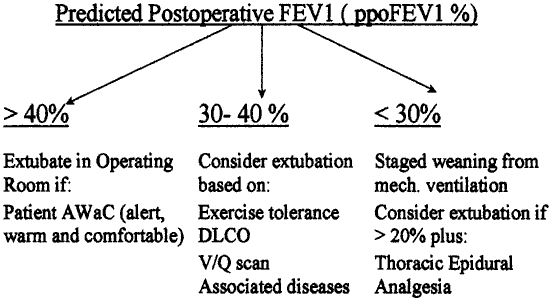 Predicted Postoperative FEV1 ( ppoFEV1 %)
> 40%
Extubate in Operating
Room if:
Patient AWaC (alert,
warm and comfortable)
30- 40 %
Consider extubation
based on:
Exercise tolerance
DLCO
V/Q scan
Associated diseases
< 30%
Staged weaning from
mech. ventilation
Consider extubation if
> 20% plus:
Thoracic Epidural
Analgesia